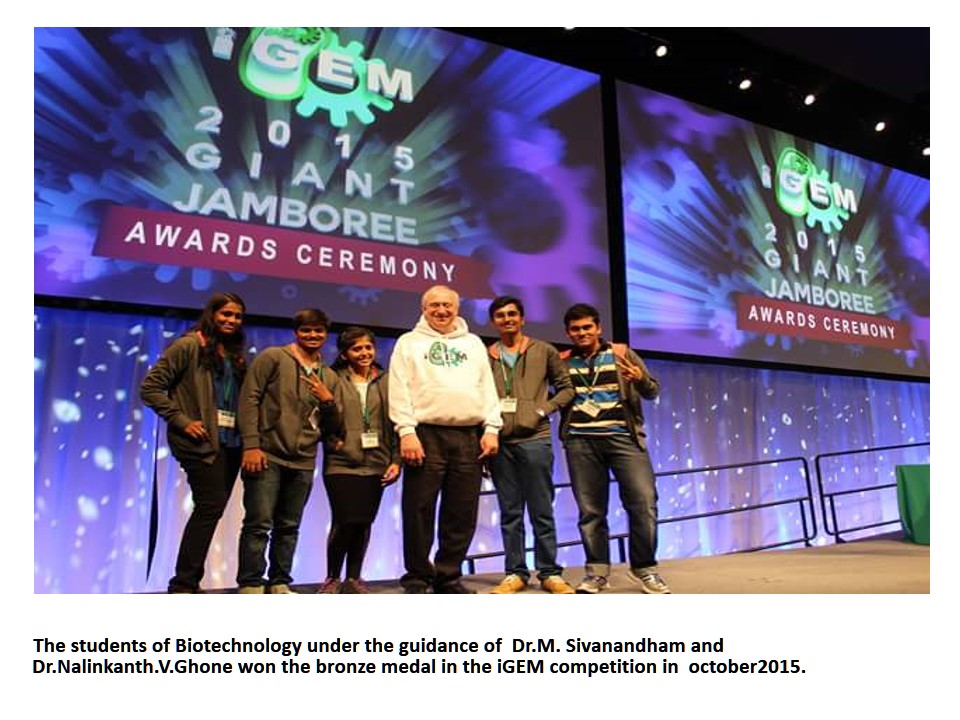 iGEM
2015
GIANT
JAMBOREE
AWARDS CEREMONY
iGEM
2015
GIANT
JAMBOREE
AWARDS CEREMONY
iGEM
The students of Biotechnology under the guidance of  Dr.M. Sivanandham and
Dr.Nalinkanth.V.Ghone won the bronze medal in the iGEM competition in  october2015.